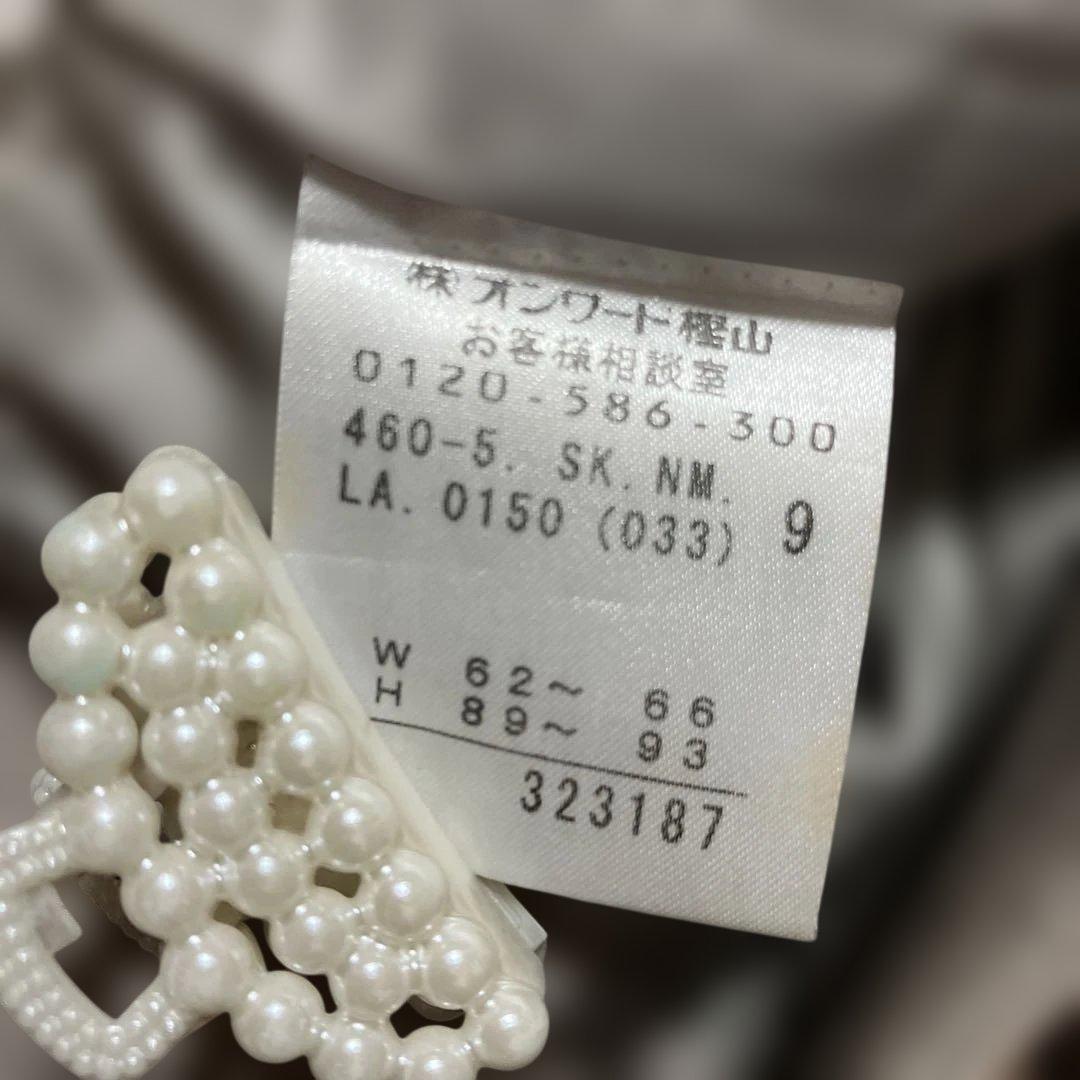 ㈱オンワード樫山
お客様相談室
0120-586-300
460-5. SK. NM.
LA. 0150 (033) 9
W 62~ 66
H 89~ 93
323187